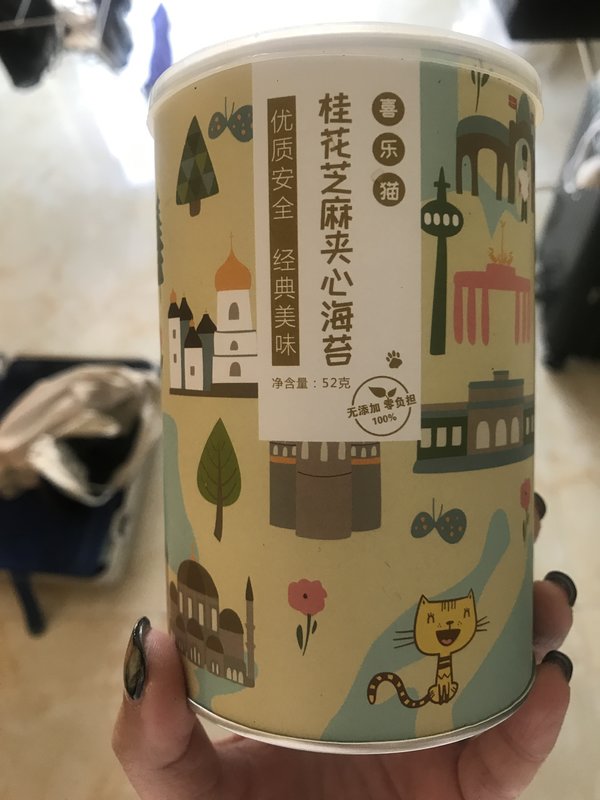 喜乐猫
桂花芝麻夹心海苔
优质安全 经典美味
净含量：52克
无添加 零负担
100%